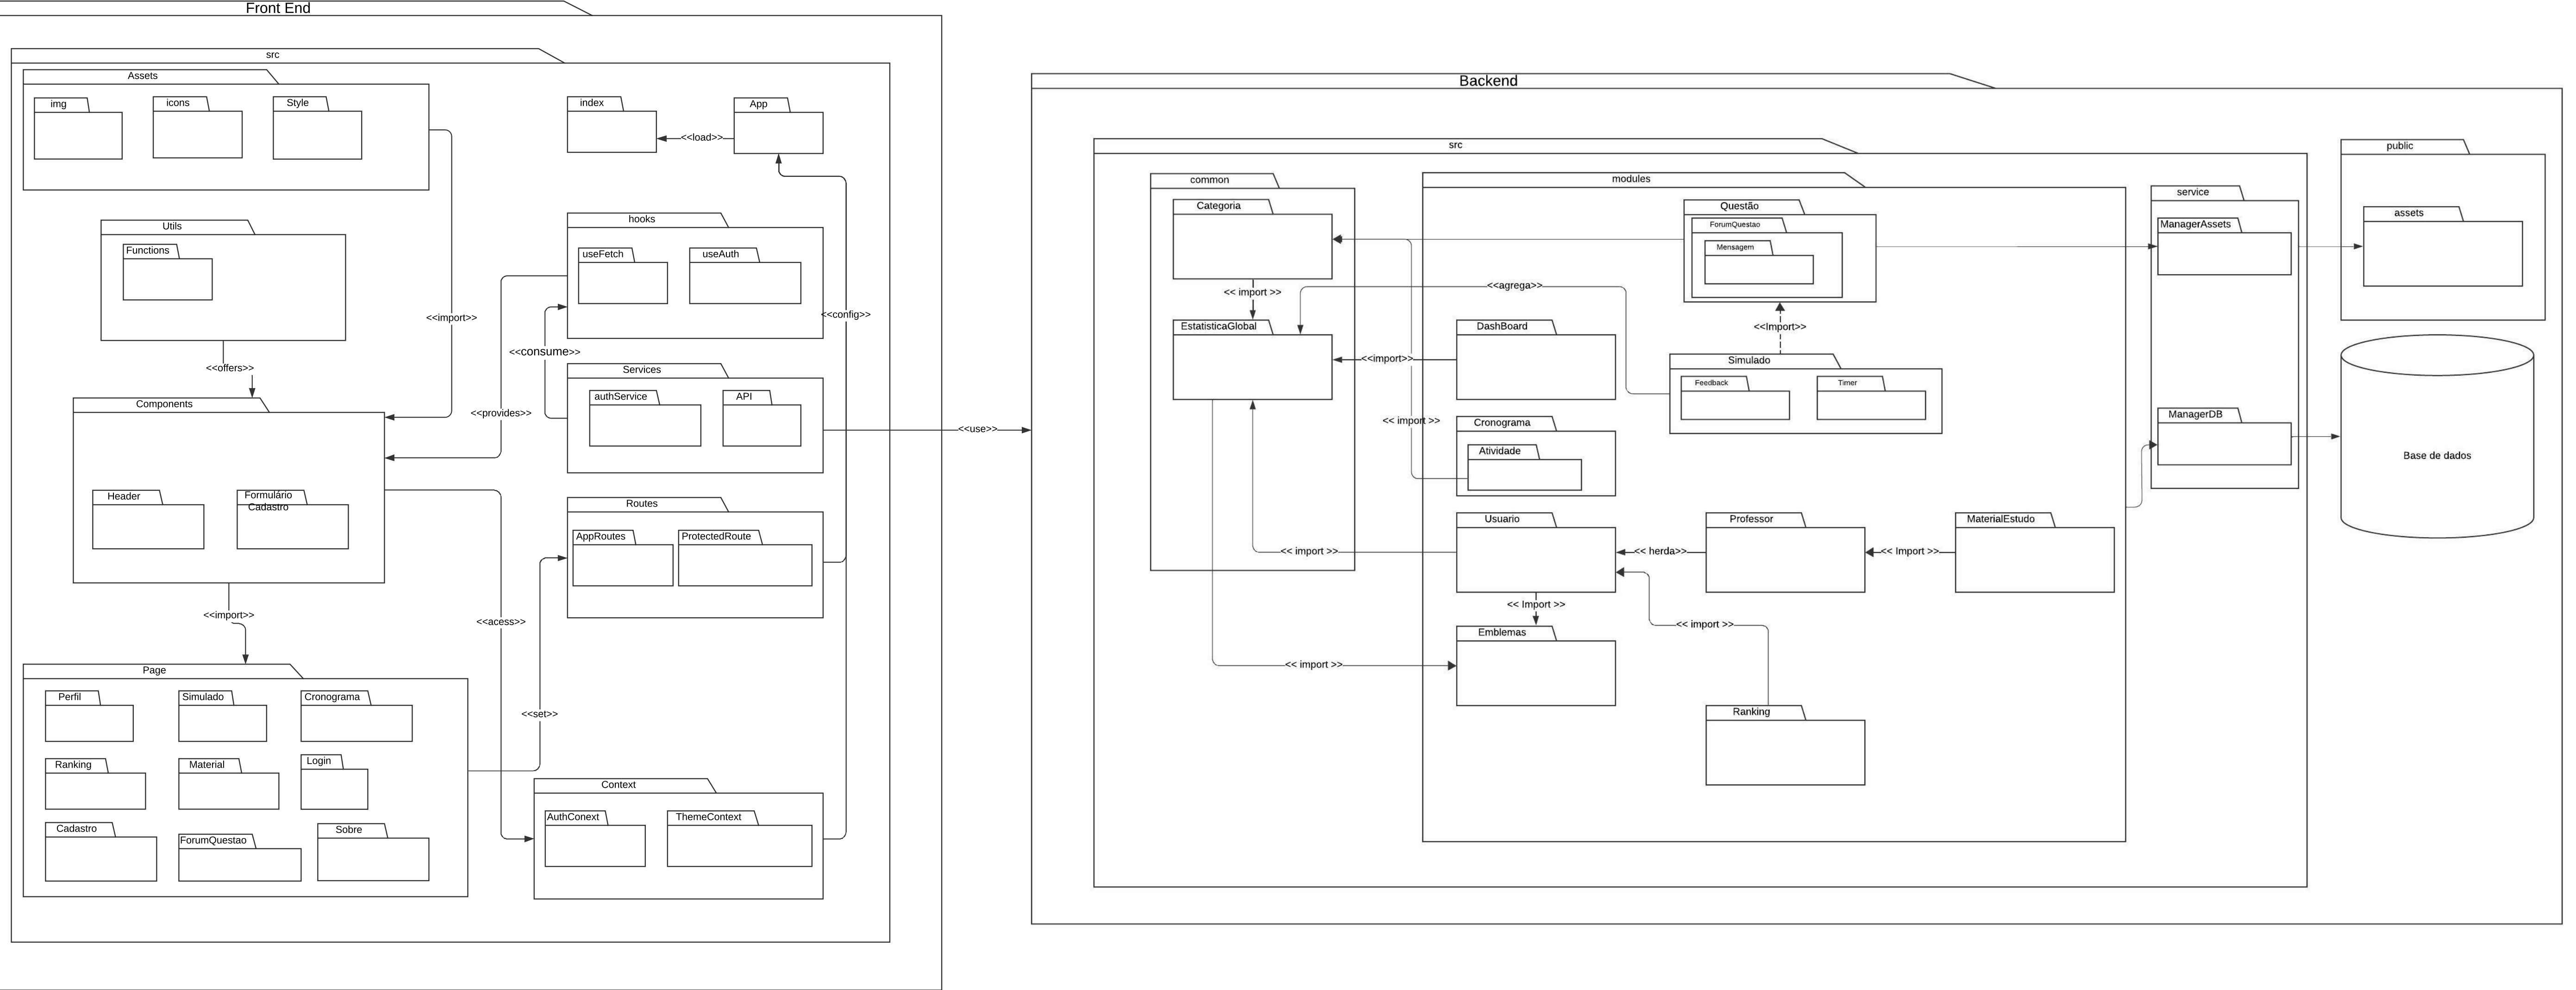 Front End
src
Assets
img
icons
Style
index
App
<<load>>
Utils
Functions
hooks
useFetch
useAuth
<<import>>
<<config>>
<<consume>>
<<offers>>
Services
authService
API
<<provides>>
<<use>>
Components
Header
Formulário
Cadastro
Routes
AppRoutes
ProtectedRoute
<<import>>
<<acess>>
<<set>>
Page
Perfil
Simulado
Cronograma
Ranking
Material
Login
Cadastro
ForumQuestao
Sobre
Context
AuthConext
ThemeContext
Backend
src
common
Categoria
<< import >>
EstatisticaGlobal
modules
Questão
ForumQuestao
Mensagem
<<agrega>>
<<Import>>
DashBoard
<<import>>
Simulado
Feedback
Timer
Cronograma
Atividade
<< import >>
Usuario
<< import >>
Professor
<< herda>>
MaterialEstudo
<< Import >>
<< Import >>
Emblemas
<< import >>
<< import >>
Ranking
service
ManagerAssets
ManagerDB
public
assets
Base de dados